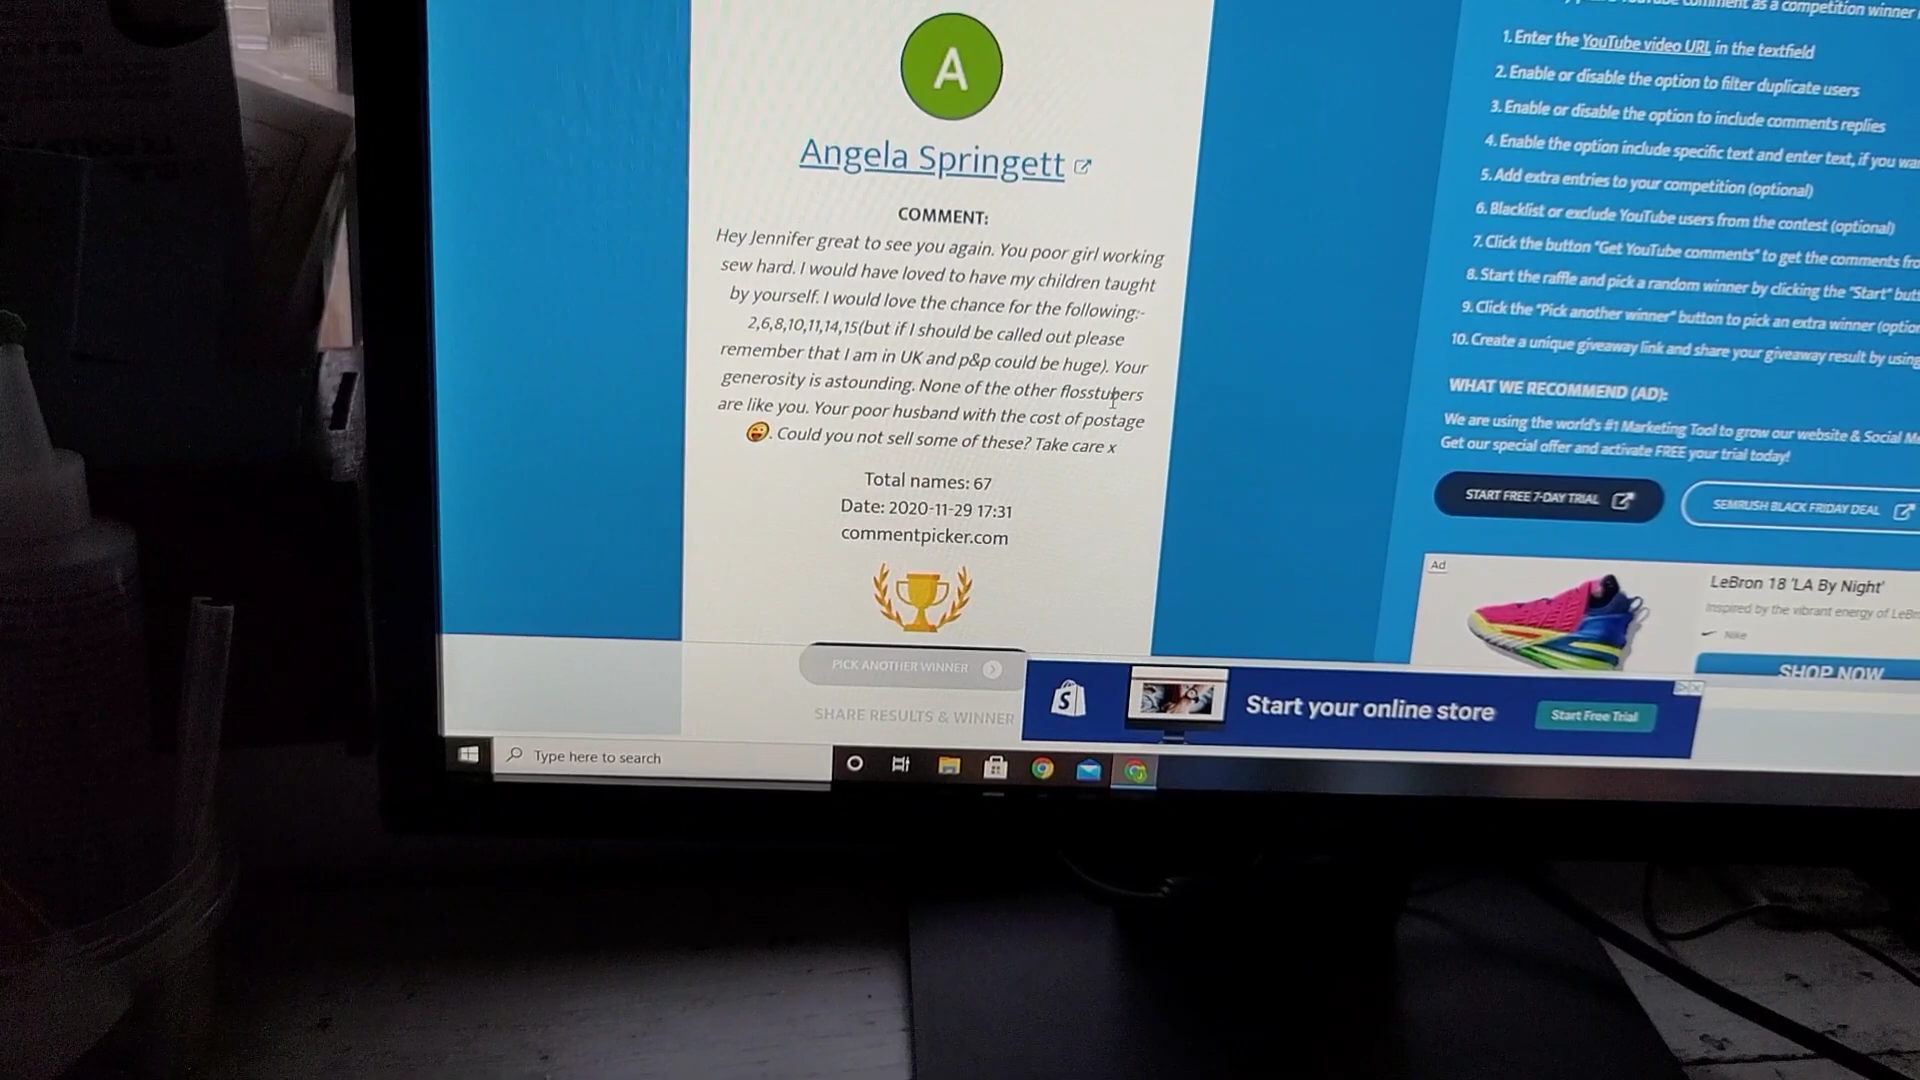 A
Angela Springett
COMMENT:
Hey Jennifer great to see you again. You poor girl working
sew hard. I would have loved to have my children taught
by yourself. I would love the chance for the following:-
2,6,8,10,11,14,15(but if I should be called out please
remember that I am in UK and p&p could be huge). Your
generosity is astounding. None of the other flosstubers
are like you. Your poor husband with the cost of postage
😜. Could you not sell some of these? Take care x
Total names: 67
Date: 2020-11-29 17:31
commentpicker.com
PICK ANOTHER WINNER
SHARE RESULTS & WINNER
comment as a competition winner
1. Enter the YouTube video URL in the textfield
2. Enable or disable the option to filter duplicate users
3. Enable or disable the option to include comments replies
4. Enable the option include specific text and enter text, if you
5. Add extra entries to your competition (optional)
6. Blacklist or exclude YouTube users from the contest (optional)
7. Click the button "Get YouTube comments" to get the comments
8. Start the raffle and pick a random winner by clicking the "Start"
9. Click the "Pick another winner" button to pick an extra winner
10. Create a unique giveaway link and share your giveaway result by using
WHAT WE RECOMMEND (AD):
We are using the world's #1 Marketing Tool to grow our website & Social
Get our special offer and activate FREE your trial today!
START FREE 7-DAY TRIAL
SEMRUSH BLACK FRIDAY DEAL
Ad
LeBron 18 'LA By Night'
Inspired by the vibrant energy of
Nike
SHOP NOW
Start your online store
Start Free Trial
Type here to search